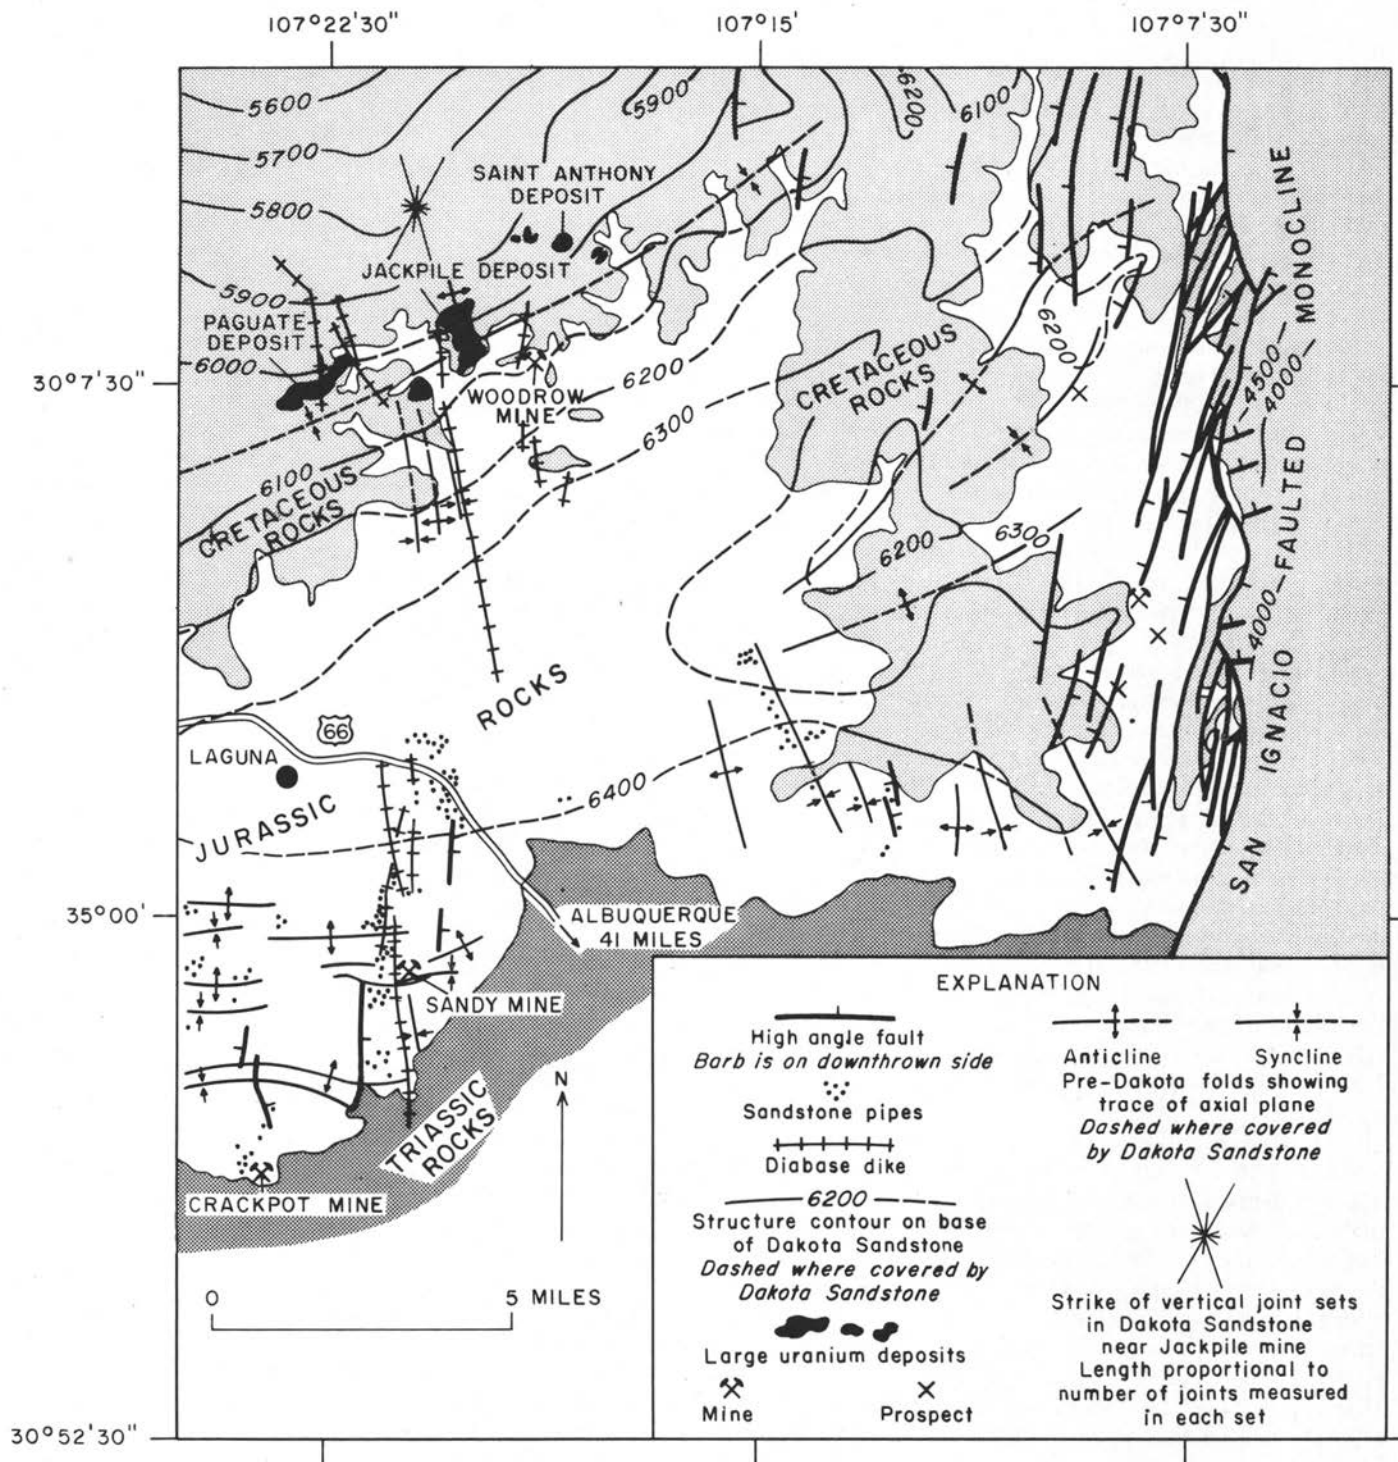 107°22'30"
107°15'
107°7'30"
5600
5700
5800
5900
6000
5900
6200
6100
SAINT ANTHONY
DEPOSIT
JACKPILE DEPOSIT
PAGUATE
DEPOSIT
30°7'30"
WOODROW
MINE
6200
6300
6200
CRETACEOUS
ROCKS
4500
4000
SAN IGNACIO FAULTED MONOCLINE
6100
CRETACEOUS
ROCKS
6200
6300
4000
ROCKS
66
LAGUNA
JURASSIC
6400
35°00'
ALBUQUERQUE
41 MILES
SANDY MINE
TRIASSIC
ROCKS
CRACKPOT MINE
N
0 5 MILES
30°52'30"
EXPLANATION
High angle fault
Barb is on downthrown side
Sandstone pipes
Diabase dike
6200
Structure contour on base
of Dakota Sandstone
Dashed where covered by
Dakota Sandstone
Large uranium deposits
Mine
Prospect
Anticline
Syncline
Pre-Dakota folds showing
trace of axial plane
Dashed where covered
by Dakota Sandstone
Strike of vertical joint sets
in Dakota Sandstone
near Jackpile mine
Length proportional to
number of joints measured
in each set